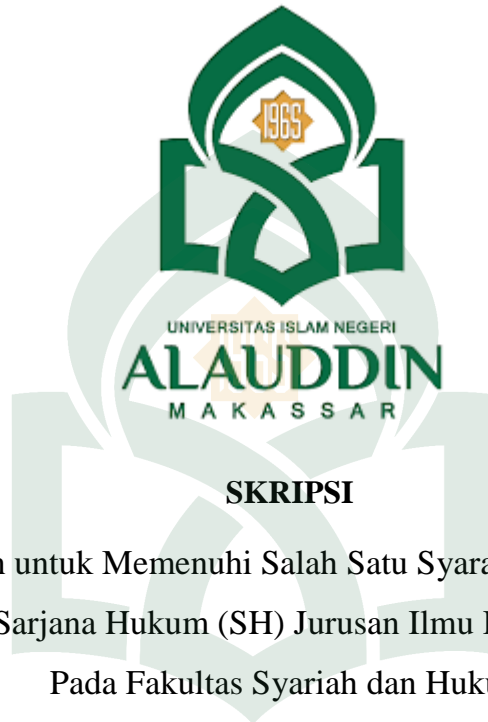 1965
UNIVERSITAS ISLAM NEGERI
ALAUDDIN
MAKASSAR
SKRIPSI
untuk Memenuhi Salah Satu
Sarjana Hukum (SH) Jurusan Ilmu
Pada Fakultas Syariah dan